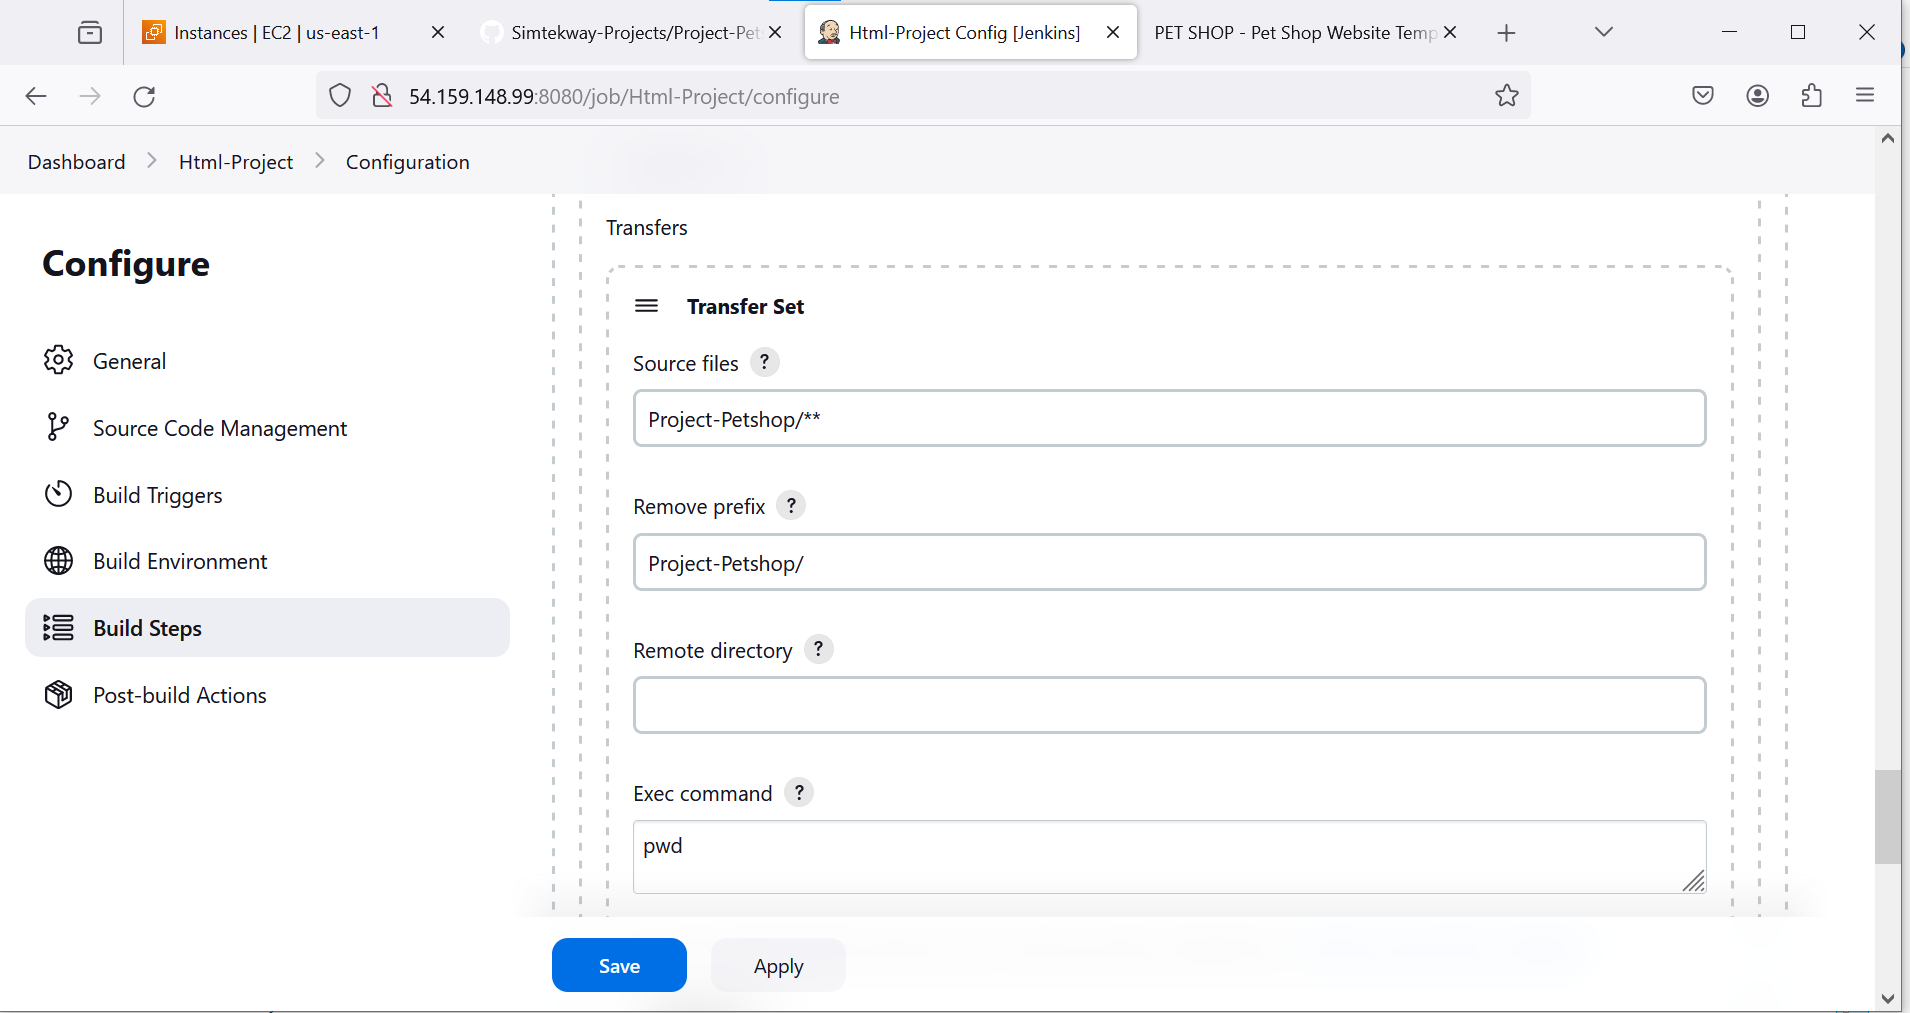 Instances | EC2 | us-east-1
Simtekway-Projects/Project-Pet
Html-Project Config [Jenkins]
PET SHOP - Pet Shop Website Temp
54.159.148.99:8080/job/Html-Project/configure
Dashboard
Html-Project
Configuration
Configure
General
Source Code Management
Build Triggers
Build Environment
Build Steps
Post-build Actions
Transfers
Transfer Set
Source files ?
Project-Petshop/**
Remove prefix ?
Project-Petshop/
Remote directory ?
Exec command ?
pwd
Save
Apply